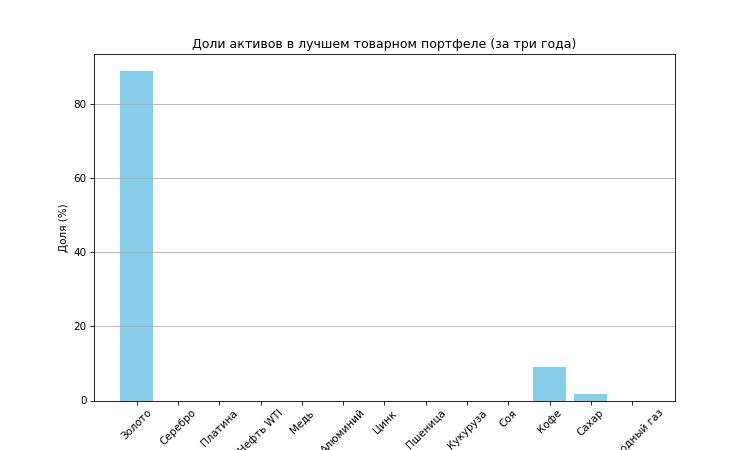 Доли активов в лучшем товарном портфеле (за три года)
Доля (%)
80
60
40
20
0
Золото
Серебро
Платина
Нефть WTI
Медь
Алюминий
Цинк
Пшеница
Кукуруза
Соя
Кофе
Сахар
газ